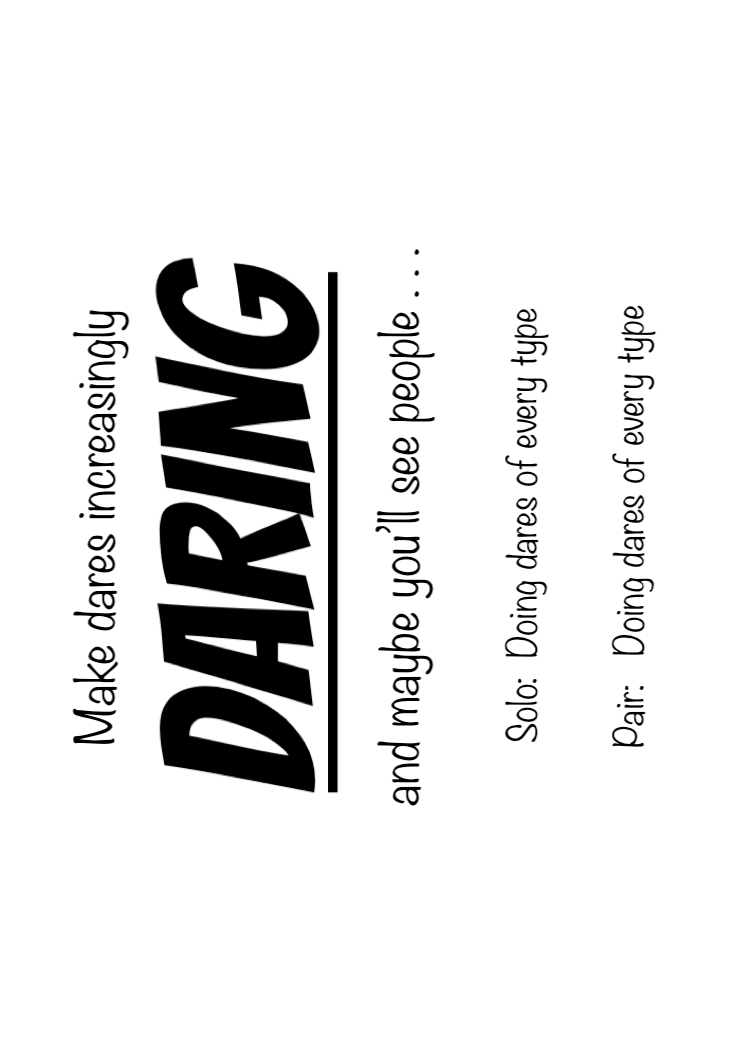 Make dares increasingly
DARING
and maybe you'll see people . . .
Solo: Doing dares of every type
Pair: Doing dares of every type